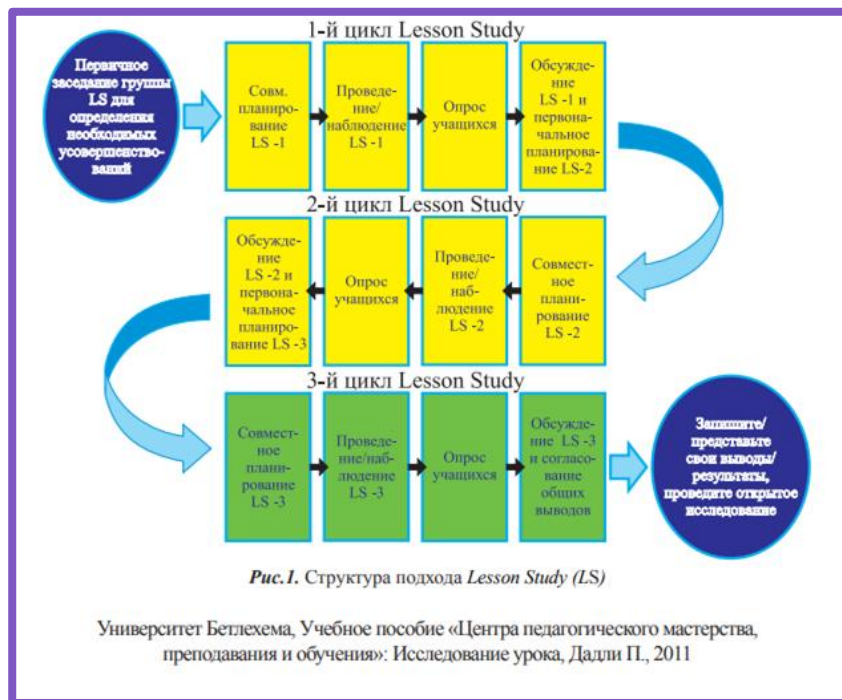 1-й цикл Lesson Study
Первичное
заседание группы
LS для
определения
необходимых
усовершенство-
ваний
Совм.
планиро-
вание
LS -1
Проведение/
наблюдение
LS -1
Опрос
учащихся
Обсужде-
ние
LS -1 и
первона-
чальное
планирова-
ние LS-2
2-й цикл Lesson Study
Обсужде-
ние
LS -2 и
первона-
чальное
планиро-
вание LS -3
Опрос
учащихся
Проведе-
ние/
наб-
людение
LS -2
Совмест-
ное
плани-
рование
LS -2
3-й цикл Lesson Study
Совмест-
ное
плани-
рование
LS -3
Проведе-
ние/наб-
людение
LS -3
Опрос
учащихся
Обсужде-
ние LS -3
и согласо-
вание
общих
выводов
Запишите/
представьте
свои выводы/
результаты,
проведите открытое
исследование
Рис.1. Структура подхода Lesson Study (LS)
Университет Бетлехема, Учебное пособие «Центра педагогического мастерства,
преподавания и обучения»: Исследование урока, Дадли П., 2011